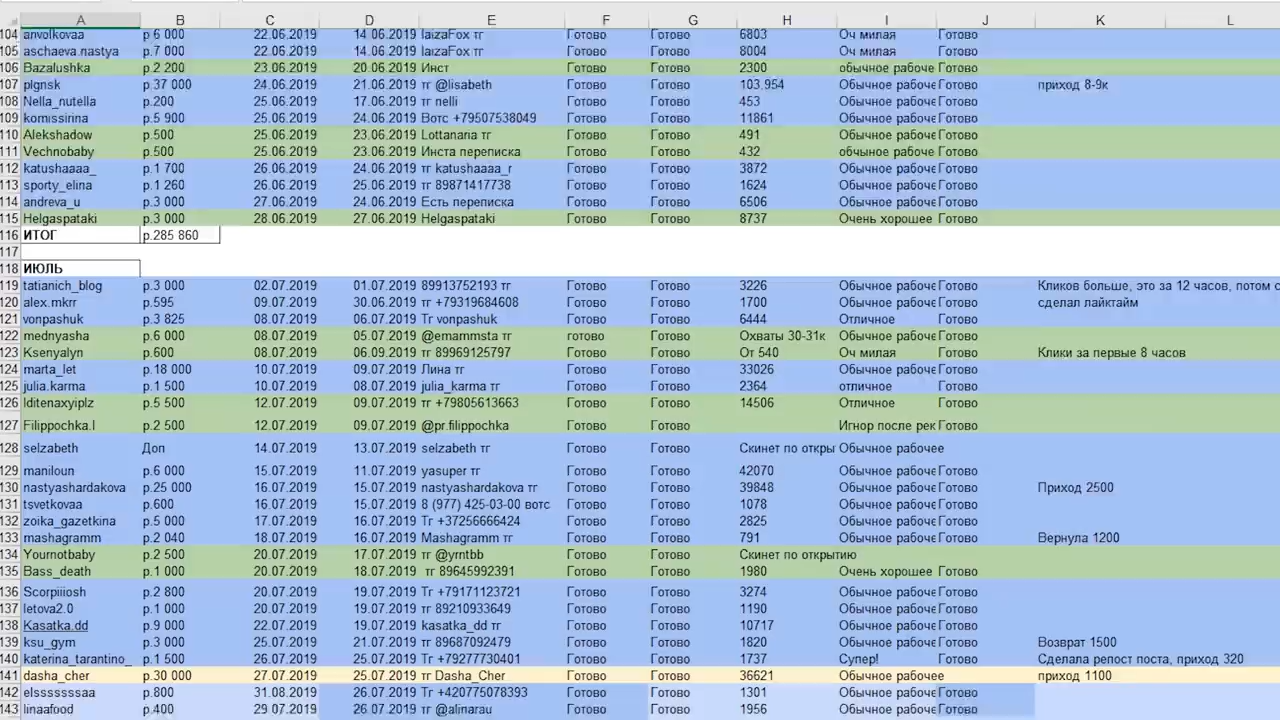 A B C D E F G H I J K L
104 anvolkovaa р.6 000 22.06.2019 14.06.2019 laizaFox тг Готово Готово 6803 Оч милая Готово
105 aschaeva.nastya р.7 000 22.06.2019 14.06.2019 laizaFox тг Готово Готово 8004 Оч милая Готово
106 Bazalushka р.2 200 23.06.2019 20.06.2019 Инст Готово Готово 2300 обычное рабоче Готово
107 plgnsk р.37 000 24.06.2019 21.06.2019 тг @lisabeth Готово Готово 103.954 Обычное рабоче Готово приход 8-9к
108 Nella_nutella р.200 25.06.2019 17.06.2019 тг nelli Готово Готово 453 Обычное рабоче Готово
109 komissirina р.5 900 25.06.2019 24.06.2019 Вотс +79507538049 Готово Готово 11861 Обычное рабоче Готово
110 Alekshadow р.500 25.06.2019 23.06.2019 Lottanaria тг Готово Готово 491 Обычное рабоче Готово
111 Vechnobaby р.500 25.06.2019 23.06.2019 Инста переписка Готово Готово 432 обчыное рабоче Готово
112 katushaaaa_ р.1 700 26.06.2019 24.06.2019 тг katushaaaa_r Готово Готово 3872 Обычное рабоче Готово
113 sporty_elina р.1 260 26.06.2019 25.06.2019 тг 89871417738 Готово Готово 1624 Обычное рабоче Готово
114 andreva_u р.3 000 27.06.2019 24.06.2019 Есть переписка Готово Готово 6506 Обычное рабоче Готово
115 Helgaspataki р.3 000 28.06.2019 27.06.2019 Helgaspataki Готово Готово 8737 Очень хорошее Готово
116 ИТОГ р.285 860
117
118 ИЮЛЬ
119 tatianich_blog р.3 000 02.07.2019 01.07.2019 89913752193 тг Готово Готово 3226 Обычное рабоче Готово Кликов больше, это за 12 часов, потом с
120 alex.mkrr р.595 09.07.2019 30.06.2019 тг +79319684608 Готово Готово 1700 Обычное рабоче Готово сделал лайктайм
121 vonpashuk р.3 825 08.07.2019 06.07.2019 Тг vonpashuk Готово Готово 6444 Отличное Готово
122 mednyasha р.6 000 08.07.2019 05.07.2019 @emammsta тг готово Готово Охваты 30-31к Обычное рабоче Готово
123 Ksenyalyn р.600 08.07.2019 06.09.2019 тг 89969125797 Готово Готово От 540 Оч милая Готово Клики за первые 8 часов
124 marta_let р.18 000 10.07.2019 09.07.2019 Лина тг Готово Готово 33026 Обычное рабоче Готово
125 julia.karma р.1 500 10.07.2019 08.07.2019 julia_karma тг Готово Готово 2364 отличное Готово
126 Iditenaxyiplz р.5 500 12.07.2019 09.07.2019 тг +79805613663 Готово Готово 14506 Отлично Готово
127 Filippochka.l р.2 500 12.07.2019 09.07.2019 @pr.filippochka Готово Готово Игнор после рек Готово
128 selzabeth Доп 14.07.2019 13.07.2019 selzabeth тг Готово Готово Скинет по откры Обычное рабочее
129 maniloun р.6 000 15.07.2019 11.07.2019 yasuper тг Готово Готово 42070 Обычное рабоче Готово
130 nastyashardakova р.25 000 16.07.2019 15.07.2019 nastyashardakova тг Готово Готово 39848 Обычное рабоче Готово Приход 2500
131 tsvetkovaa р.600 16.07.2019 15.07.2019 8 (977) 425-03-00 вотс Готово Готово 1078 Обычное рабоче Готово
132 zoika_gazetkina р.5 000 17.07.2019 16.07.2019 Тг +37256666424 Готово Готово 2825 Обычное рабоче Готово
133 mashagramm р.2 040 18.07.2019 16.07.2019 Mashagramm тг Готово Готово 791 Обычное рабоче Готово Вернула 1200
134 Yournotbaby р.2 500 20.07.2019 17.07.2019 тг @yrntbb Готово Готово Скинет по открытию
135 Bass_death р.1 000 20.07.2019 18.07.2019 тг 89645992391 Готово Готово 1980 Очень хорошее Готово
136 Scorpiiiosh р.2 800 20.07.2019 19.07.2019 Тг +79171123721 Готово Готово 3274 Обычное рабоче Готово
137 letova2.0 р.1 000 20.07.2019 19.07.2019 тг 89210933649 Готово Готово 1190 Обычное рабоче Готово
138 Kasatka.dd р.9 000 22.07.2019 19.07.2019 kasatka_dd тг Готово Готово 10717 Обычное рабоче Готово
139 ksu_gym р.3 000 25.07.2019 21.07.2019 тг 89687092479 Готово Готово 1820 Обычное рабоче Готово Возврат 1500
140 katerina_tarantino_ р.1 500 26.07.2019 25.07.2019 Тг +79277730401 Готово Готово 1737 Супер! Готово Сделала репост поста, приход 320
141 dasha_cher р.30 000 27.07.2019 25.07.2019 тг Dasha_Cher Готово Готово 36621 Обычное рабочее приход 1100
142 elssssssaa р.800 31.08.2019 26.07.2019 Тг +420775078393 Готово Готово 1301 Обычное рабоче Готово
143 linaafood р.400 29.07.2019 26.07.2019 тг @alinarau Готово Готово 1956 Обычное рабоче Готово